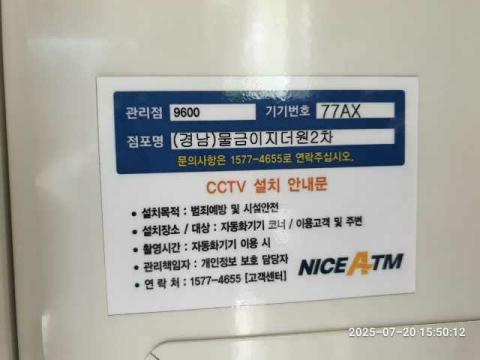 관리점 9600 기기번호 77AX
점포명 (경남)물금이지더원2차
문의사항은 1577-4655로 연락주십시오.
CCTV 설치 안내문
• 설치목적 : 범죄예방 및 시설안전
• 설치장소 / 대상 : 자동화기기 코너 / 이용고객 및 주변
• 촬영시간 : 자동화기기 이용 시
• 관리책임자 : 개인정보 보호 담당자
• 연 락 처 : 1577-4655 [고객센터]
NICE ATM
2025-07-20 15:50:12